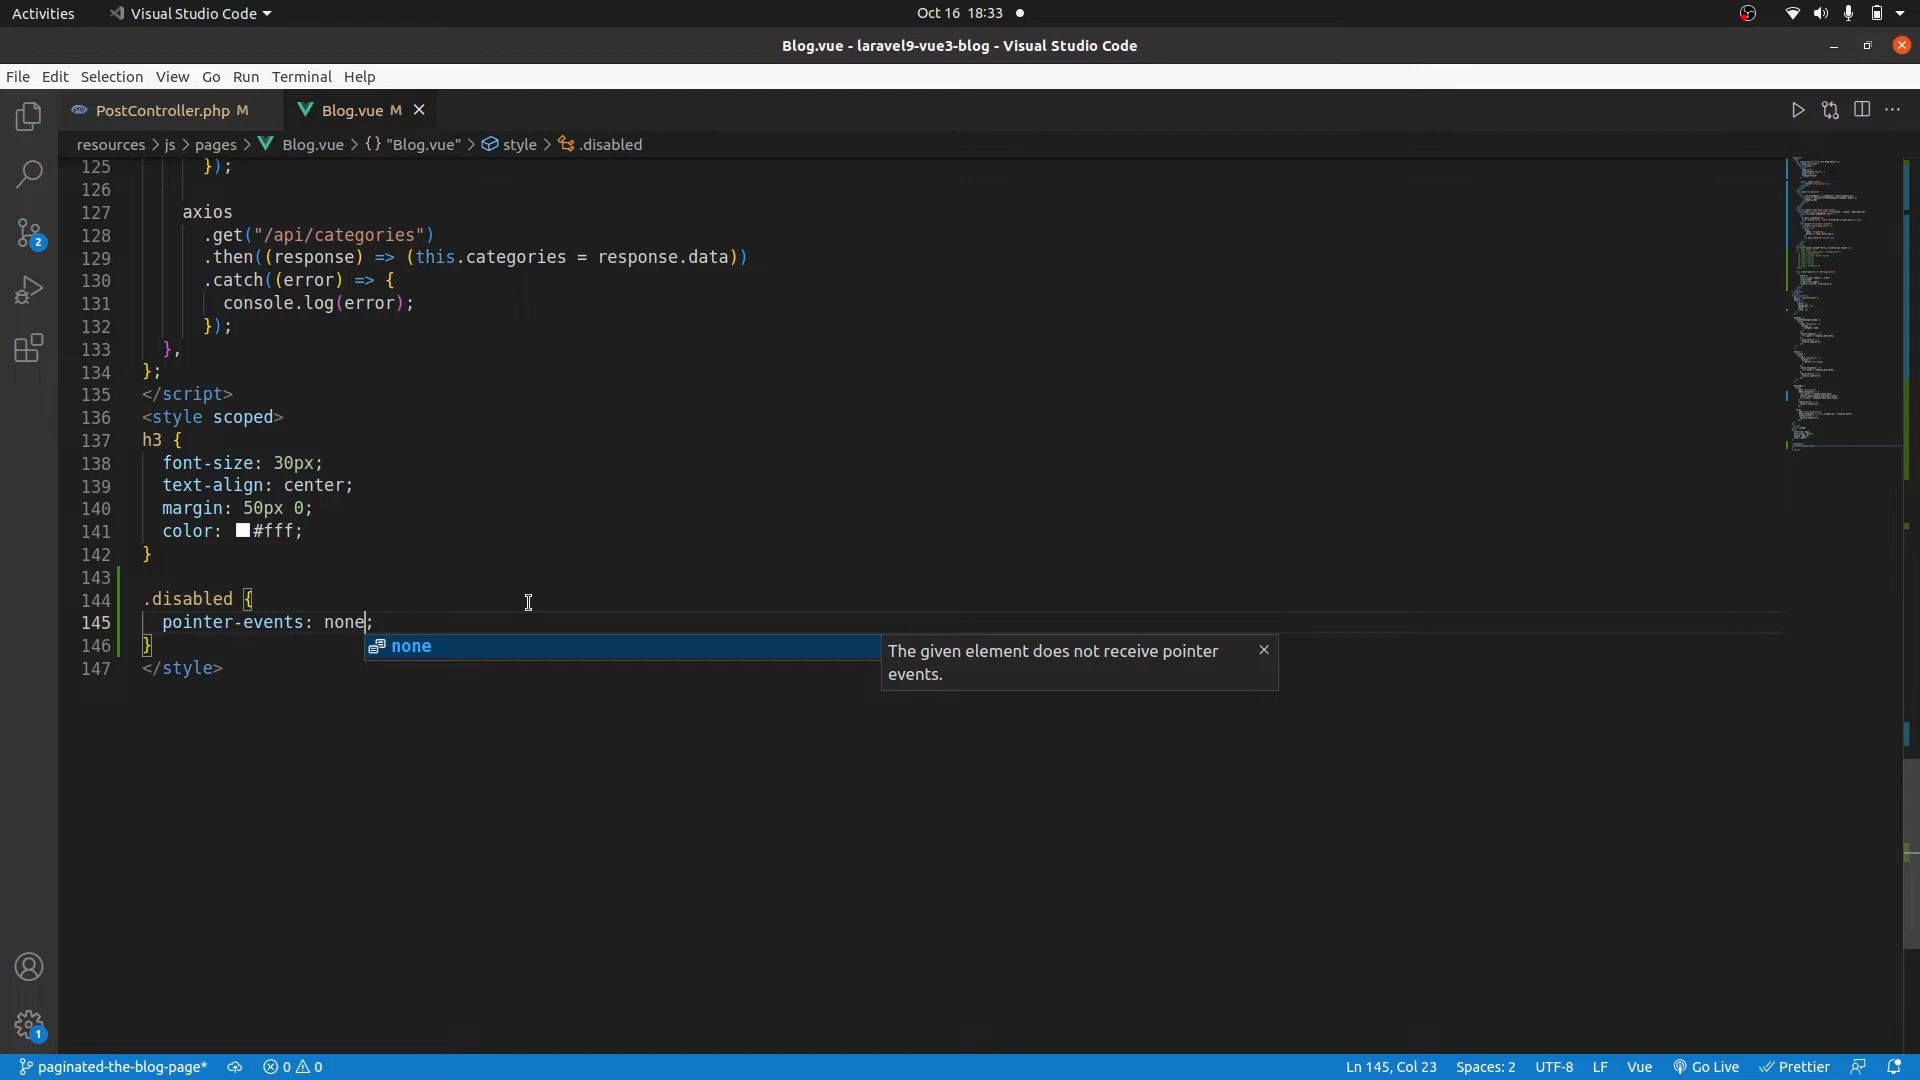 Activities Visual Studio Code Oct 16 18:33
Blog.vue - laravel9-vue3-blog - Visual Studio Code
File Edit Selection View Go Run Terminal Help
PostController.php M Blog.vue M
resources > js > pages > Blog.vue > {} "Blog.vue" > style > .disabled
125 });
126
127 axios
128 .get("/api/categories")
129 .then((response) => (this.categories = response.data))
130 .catch((error) => {
131 console.log(error);
132 });
133 },
134 };
135 </script>
136 <style scoped>
137 h3 {
138 font-size: 30px;
139 text-align: center;
140 margin: 50px 0;
141 color: #fff;
142 }
143
144 .disabled {
145 pointer-events: none;
146 }
none
The given element does not receive pointer
events.
147 </style>
2
1
paginated-the-blog-page* 0 0 Ln 145, Col 23 Spaces: 2 UTF-8 LF Vue Go Live Prettier